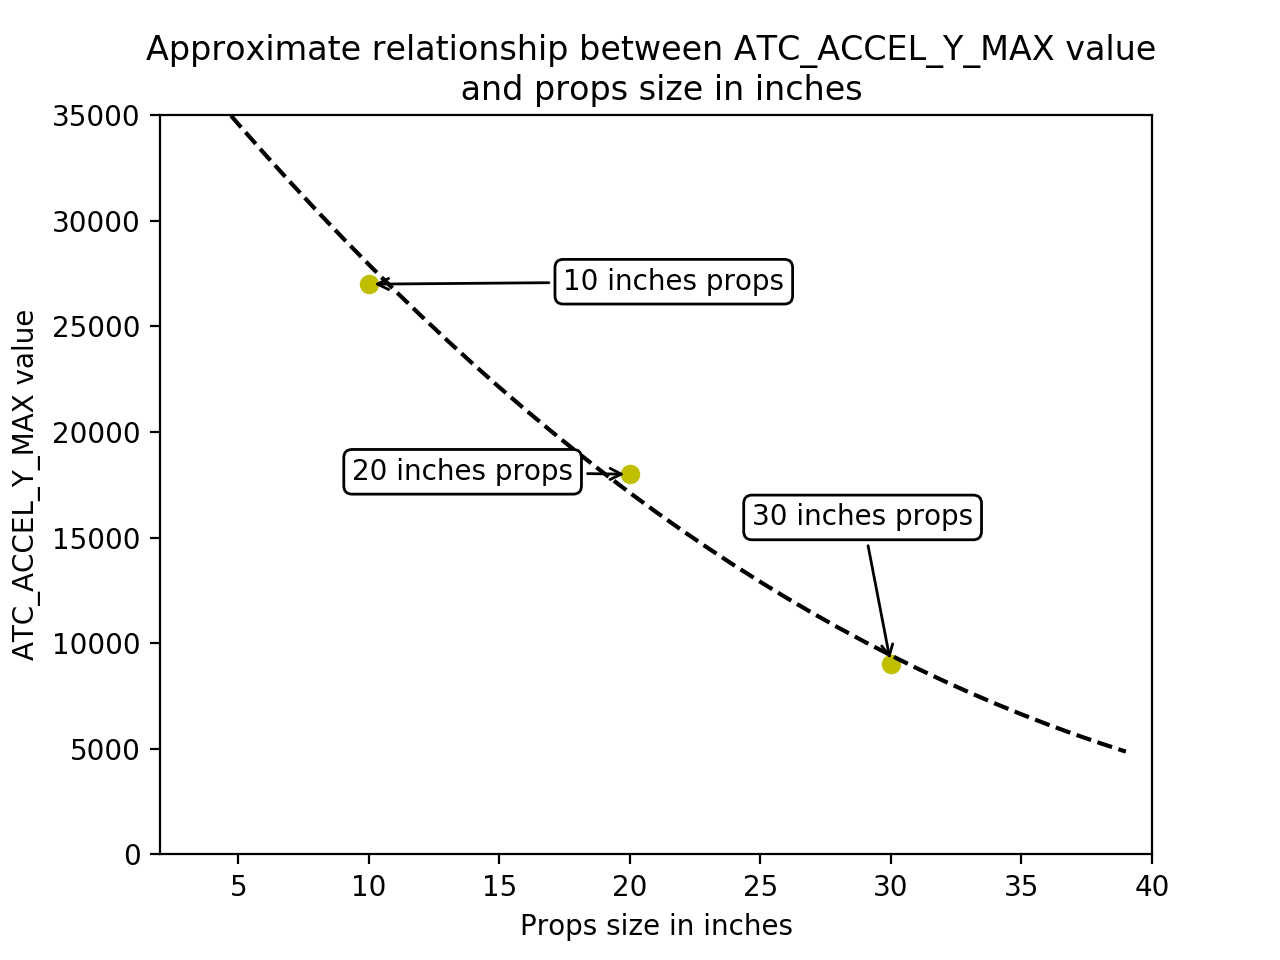 Approximate relationship between ATC_ACCEL_Y_MAX value
and props size in inches
35000
30000
25000
20000
15000
10000
5000
0
ATC_ACCEL_Y_MAX value
10 inches props
20 inches props
30 inches props
5
10
15
20
25
30
35
40
Props size in inches